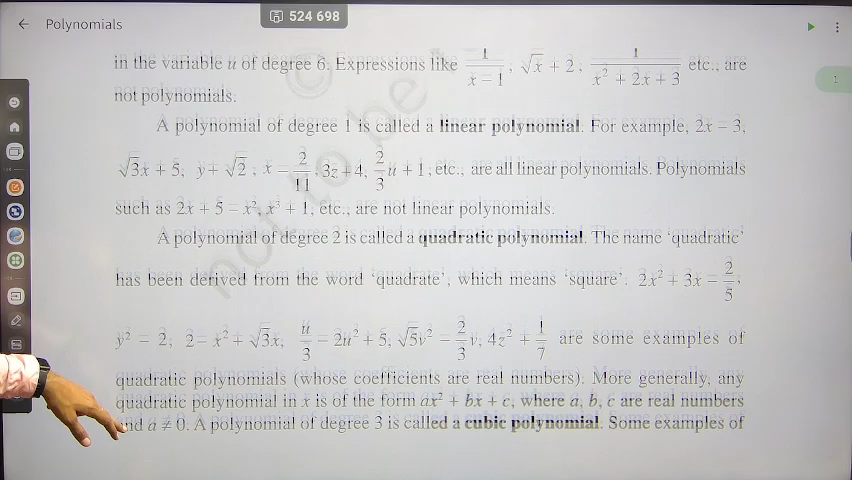 Polynomials
524 698
1
in the variable u of degree 6. Expressions like 1/(x − 1), √x + 2, 1/(x² + 2x + 3) etc., are
not polynomials.
A polynomial of degree 1 is called a linear polynomial. For example, 2x − 3,
√3x + 5, y + √2, x − 2/11, 3z + 4, 2/3 u + 1, etc., are all linear polynomials. Polynomials
such as 2x + 5 − x², x³ + 1, etc., are not linear polynomials.
A polynomial of degree 2 is called a quadratic polynomial. The name ‘quadratic’
has been derived from the word ‘quadrate’, which means ‘square’. 2x² + 3x − 2/5,
y² − 2, 2 − x² + √3x, u/3 − 2u² + 5, √5v² − 2/3 v, 4z² + 1/7 are some examples of
quadratic polynomials (whose coefficients are real numbers). More generally, any
quadratic polynomial in x is of the form ax² + bx + c, where a, b, c are real numbers
and a ≠ 0. A polynomial of degree 3 is called a cubic polynomial. Some examples of
© not to be